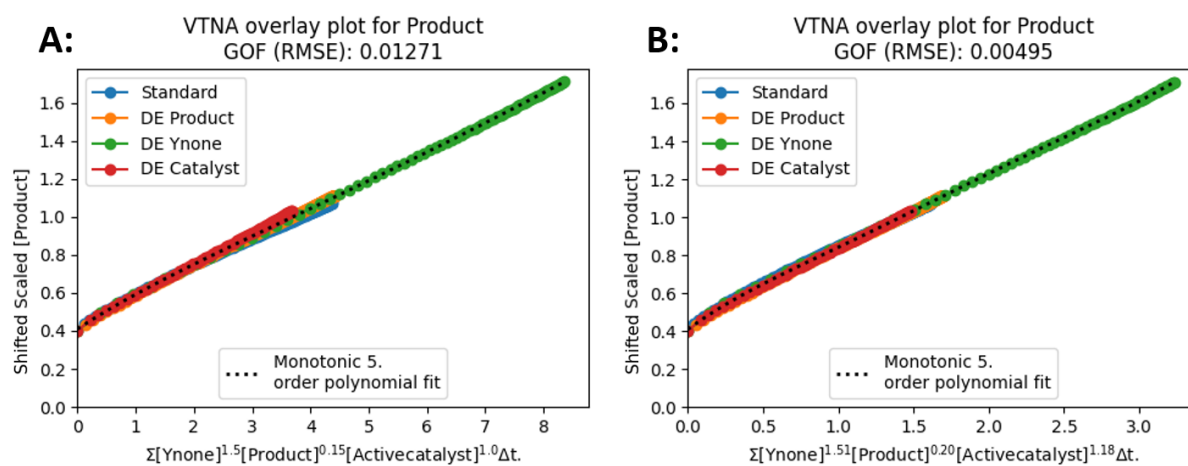 A:
VTNA overlay plot for Product
GOF (RMSE): 0.01271
Shifted Scaled [Product]
1.6
1.4
1.2
1.0
0.8
0.6
0.4
0.2
0.0
Standard
DE Product
DE Ynone
DE Catalyst
Monotonic 5.
order polynomial fit
0 1 2 3 4 5 6 7 8
Σ[Ynone]^1.5[Product]^0.15[Activecatalyst]^1.0Δt.
B:
VTNA overlay plot for Product
GOF (RMSE): 0.00495
Shifted Scaled [Product]
1.6
1.4
1.2
1.0
0.8
0.6
0.4
0.2
0.0
Standard
DE Product
DE Ynone
DE Catalyst
Monotonic 5.
order polynomial fit
0.0 0.5 1.0 1.5 2.0 2.5 3.0
Σ[Ynone]^1.51[Product]^0.20[Activecatalyst]^1.18Δt.